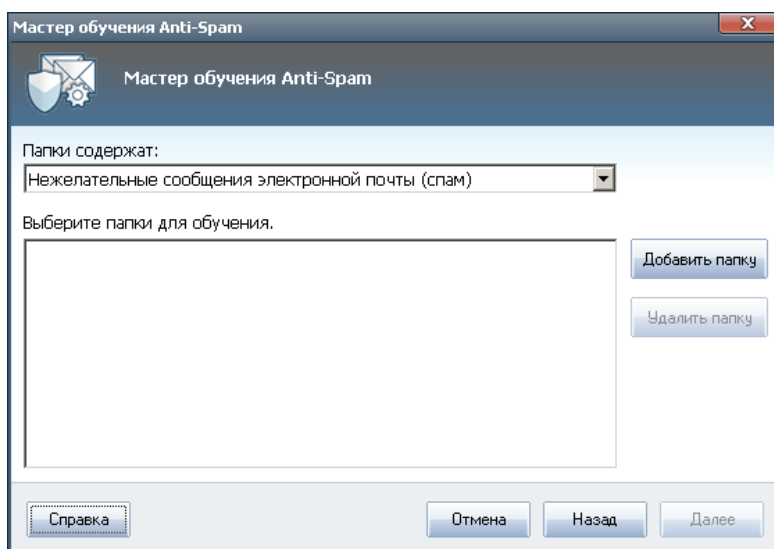 Мастер обучения Anti-Spam
Мастер обучения Anti-Spam
Папки содержат:
Нежелательные сообщения электронной почты (спам)
Выберите папки для обучения.
Добавить папку
Удалить папку
Справка
Отмена
Назад
Далее